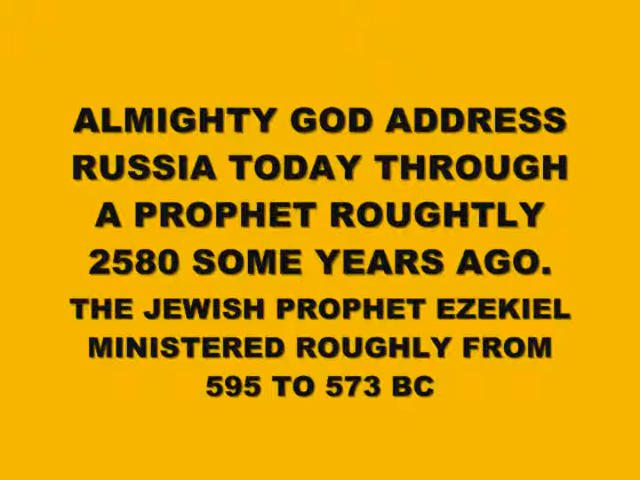 ALMIGHTY GOD ADDRESS
RUSSIA TODAY THROUGH
A PROPHET ROUGHTLY
2580 SOME YEARS AGO.
THE JEWISH PROPHET EZEKIEL
MINISTERED ROUGHLY FROM
595 TO 573 BC